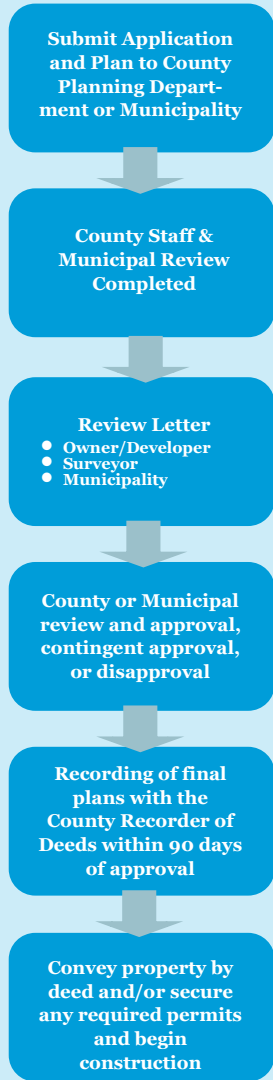 Submit Application
and Plan to County
Planning Depart-
ment or Municipality
County Staff &
Municipal Review
Completed
Review Letter
• Owner/Developer
• Surveyor
• Municipality
County or Municipal
review and approval,
contingent approval,
or disapproval
Recording of final
plans with the
County Recorder of
Deeds within 90 days
of approval
Convey property by
deed and/or secure
any required permits
and begin
construction